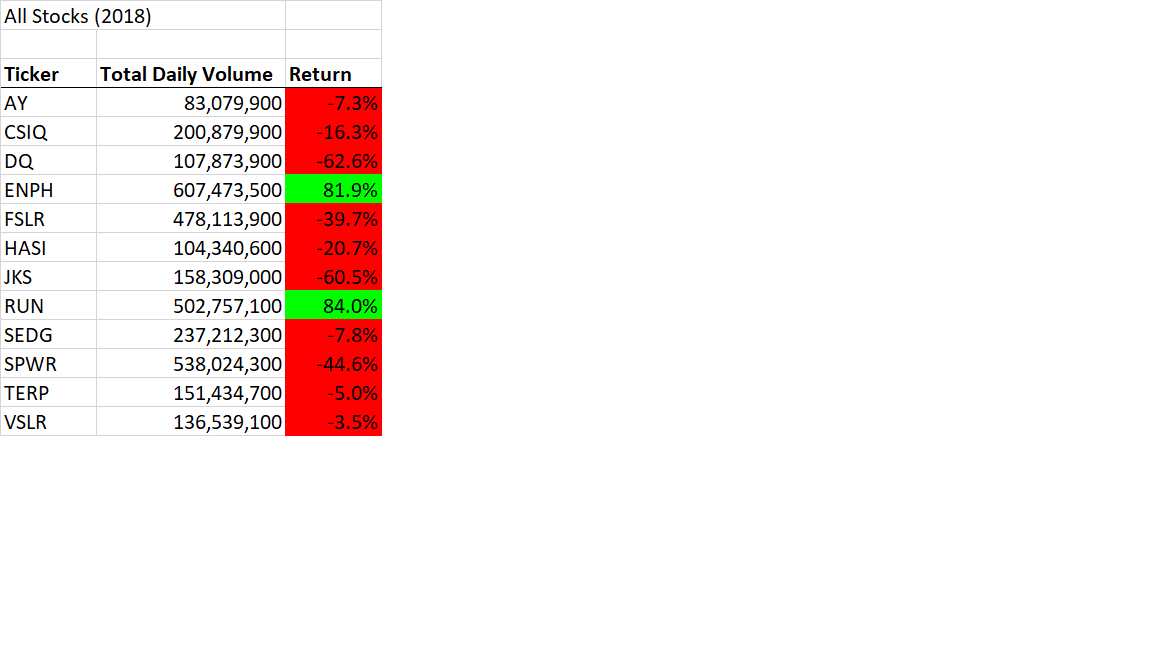 All Stocks (2018)
Ticker Total Daily Volume Return
AY 83,079,900 -7.3%
CSIQ 200,879,900 -16.3%
DQ 107,873,900 -62.6%
ENPH 607,473,500 81.9%
FSLR 478,113,900 -39.7%
HASI 104,340,600 -20.7%
JKS 158,309,000 -60.5%
RUN 502,757,100 84.0%
SEDG 237,212,300 -7.8%
SPWR 538,024,300 -44.6%
TERP 151,434,700 -5.0%
VSLR 136,539,100 -3.5%